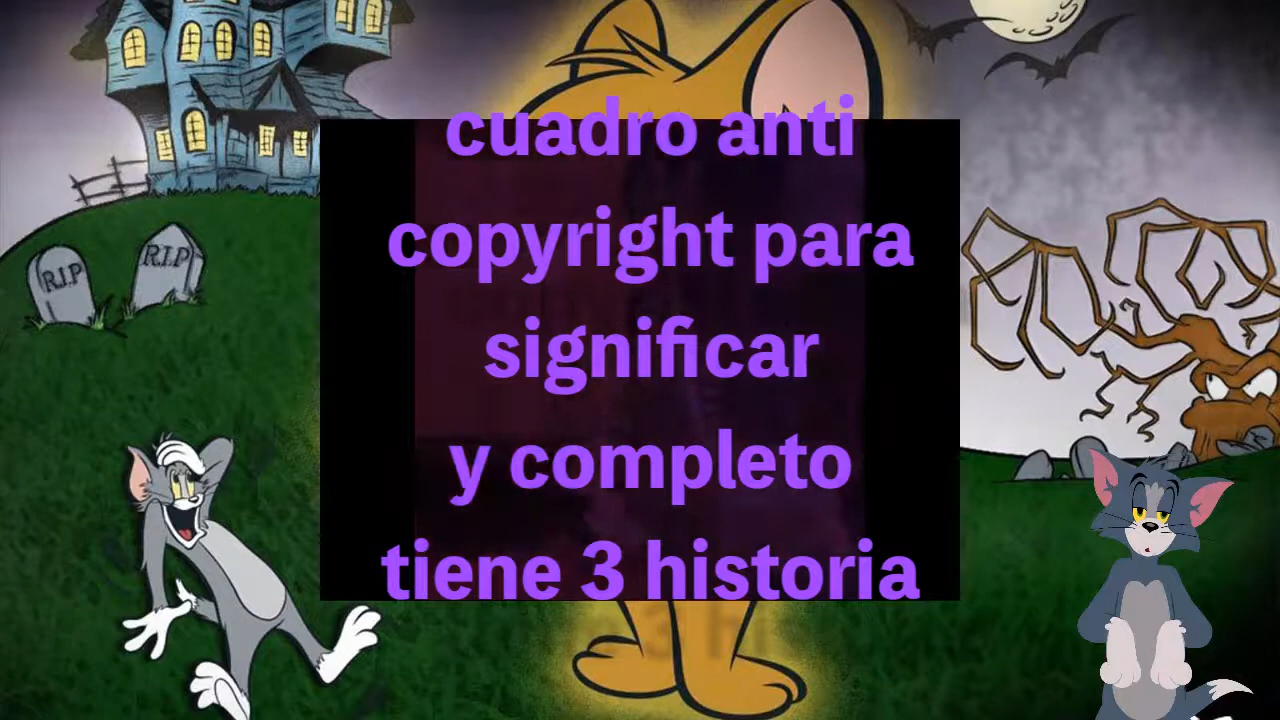 R.I.P
R.I.P
cuadro anti
copyright para
significar
y completo
tiene 3 historia